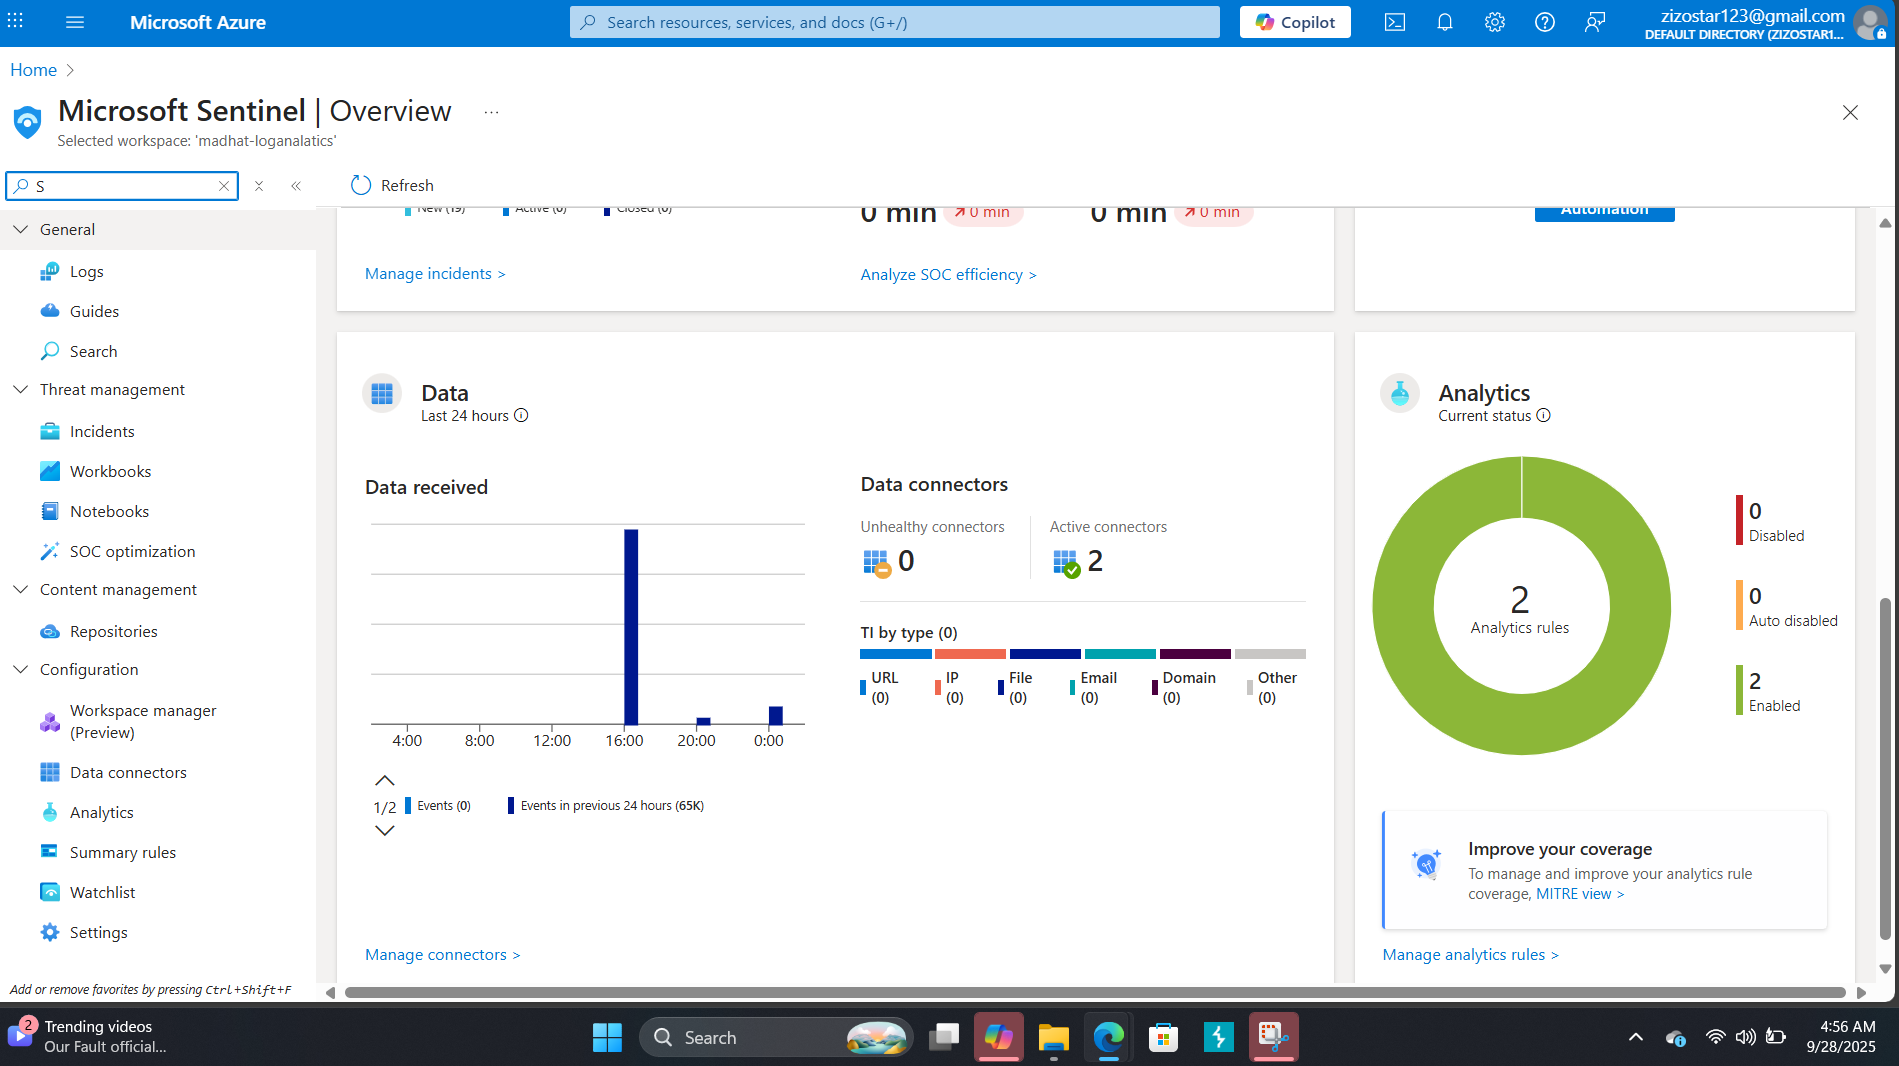 Microsoft Azure
Search resources, services, and docs (G+/)
Copilot
zizostar123@gmail.com
DEFAULT DIRECTORY (ZIZOSTAR1...
Home
Microsoft Sentinel | Overview
...
Selected workspace: 'madhat-loganalatics'
S
Refresh
General
Logs
Guides
Search
Threat management
Incidents
Workbooks
Notebooks
SOC optimization
Content management
Repositories
Configuration
Workspace manager
(Preview)
Data connectors
Analytics
Summary rules
Watchlist
Settings
Add or remove favorites by pressing Ctrl+Shift+F
New (19)
Active (0)
Closed (0)
0 min
0 min
0 min
0 min
Automation
Manage incidents >
Analyze SOC efficiency >
Data
Last 24 hours
Data received
4:00
8:00
12:00
16:00
20:00
0:00
1/2
Events (0)
Events in previous 24 hours (65K)
Manage connectors >
Data connectors
Unhealthy connectors
0
Active connectors
2
TI by type (0)
URL
(0)
IP
(0)
File
(0)
Email
(0)
Domain
(0)
Other
(0)
Analytics
Current status
2
Analytics rules
0
Disabled
0
Auto disabled
2
Enabled
Improve your coverage
To manage and improve your analytics rule
coverage, MITRE view >
Manage analytics rules >
2
Trending videos
Our Fault official...
Search
4:56 AM
9/28/2025